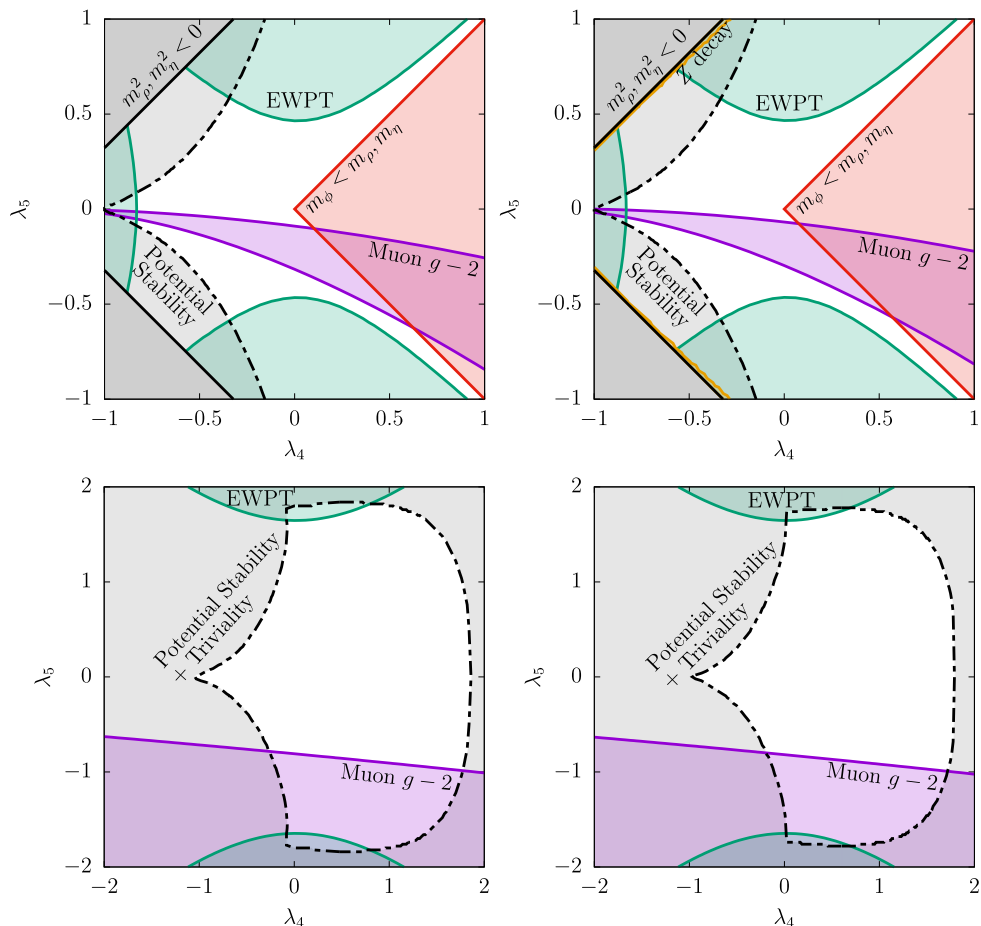 1
0.5
0
−0.5
−1
λ₅
−1
−0.5
0
0.5
1
λ₄
m²ρ, m²η < 0
EWPT
mϕ < mρ, mη
Muon g − 2
Potential
Stability
1
0.5
0
−0.5
−1
λ₅
−1
−0.5
0
0.5
1
λ₄
m²ρ, m²η < 0
Z decay
EWPT
mϕ < mρ, mη
Muon g − 2
Potential
Stability
2
1
0
−1
−2
λ₅
−2
−1
0
1
2
λ₄
EWPT
Potential Stability
× Triviality
Muon g − 2
2
1
0
−1
−2
λ₅
−2
−1
0
1
2
λ₄
EWPT
Potential Stability
× Triviality
Muon g − 2